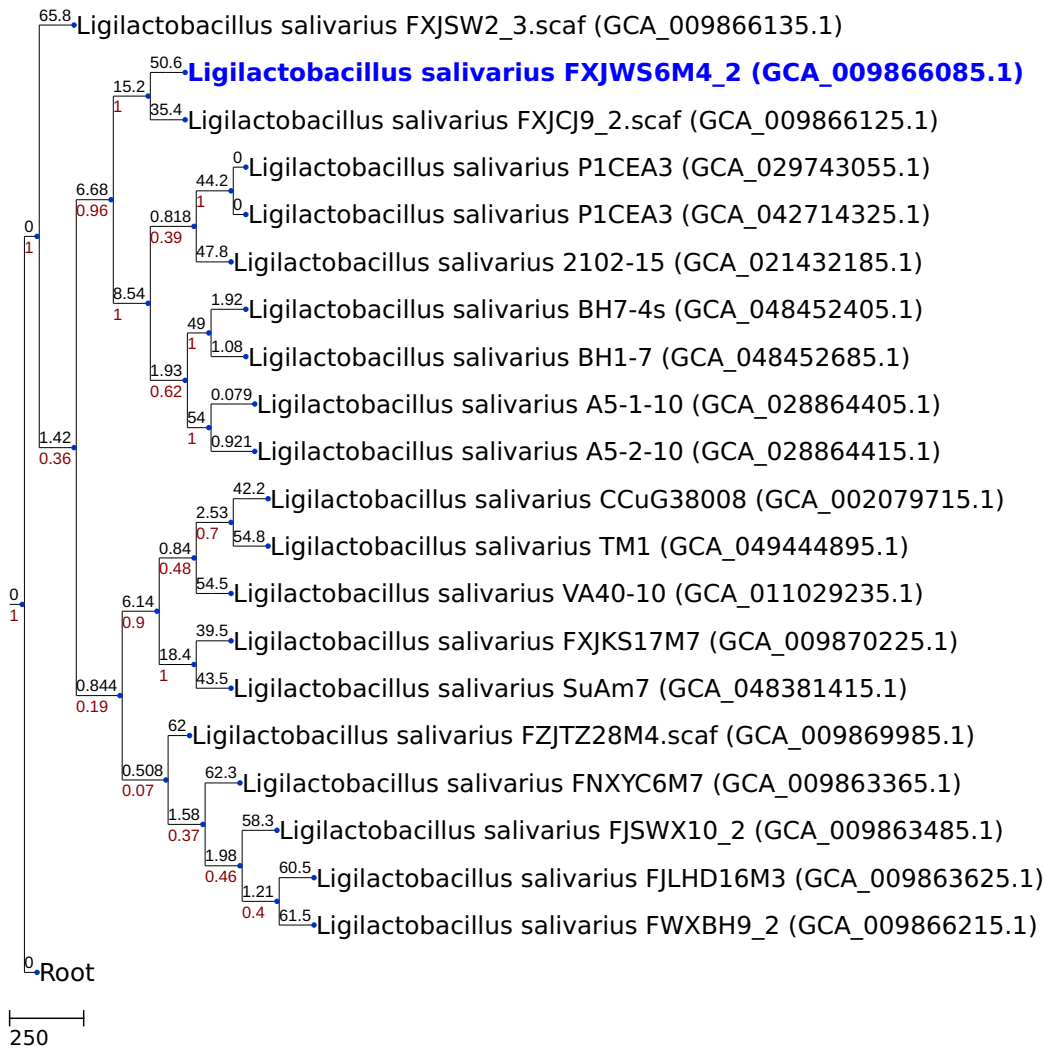 65.8
Ligilactobacillus salivarius FXJSW2_3.scaf (GCA_009866135.1)
50.6
Ligilactobacillus salivarius FXJWS6M4_2 (GCA_009866085.1)
15.2
1
35.4
Ligilactobacillus salivarius FXJCJ9_2.scaf (GCA_009866125.1)
0
Ligilactobacillus salivarius P1CEA3 (GCA_029743055.1)
44.2
1
6.68
0.96
0
Ligilactobacillus salivarius P1CEA3 (GCA_042714325.1)
0.818
0.39
0
1
47.8
Ligilactobacillus salivarius 2102-15 (GCA_021432185.1)
8.54
1
1.92
Ligilactobacillus salivarius BH7-4s (GCA_048452405.1)
49
1
1.08
Ligilactobacillus salivarius BH1-7 (GCA_048452685.1)
1.93
0.62
0.079
Ligilactobacillus salivarius A5-1-10 (GCA_028864405.1)
54
1
1.42
0.36
0.921
Ligilactobacillus salivarius A5-2-10 (GCA_028864415.1)
42.2
Ligilactobacillus salivarius CCuG38008 (GCA_002079715.1)
2.53
0.7
54.8
Ligilactobacillus salivarius TM1 (GCA_049444895.1)
0.84
0.48
54.5
Ligilactobacillus salivarius VA40-10 (GCA_011029235.1)
0
1
6.14
0.9
39.5
Ligilactobacillus salivarius FXJKS17M7 (GCA_009870225.1)
18.4
1
43.5
Ligilactobacillus salivarius SuAm7 (GCA_048381415.1)
0.844
0.19
62
Ligilactobacillus salivarius FZJTZ28M4.scaf (GCA_009869985.1)
0.508
0.07
62.3
Ligilactobacillus salivarius FNXYC6M7 (GCA_009863365.1)
1.58
0.37
58.3
Ligilactobacillus salivarius FJSWX10_2 (GCA_009863485.1)
1.98
0.46
60.5
Ligilactobacillus salivarius FJLHD16M3 (GCA_009863625.1)
1.21
0.4
61.5
Ligilactobacillus salivarius FWXBH9_2 (GCA_009866215.1)
0
Root
250